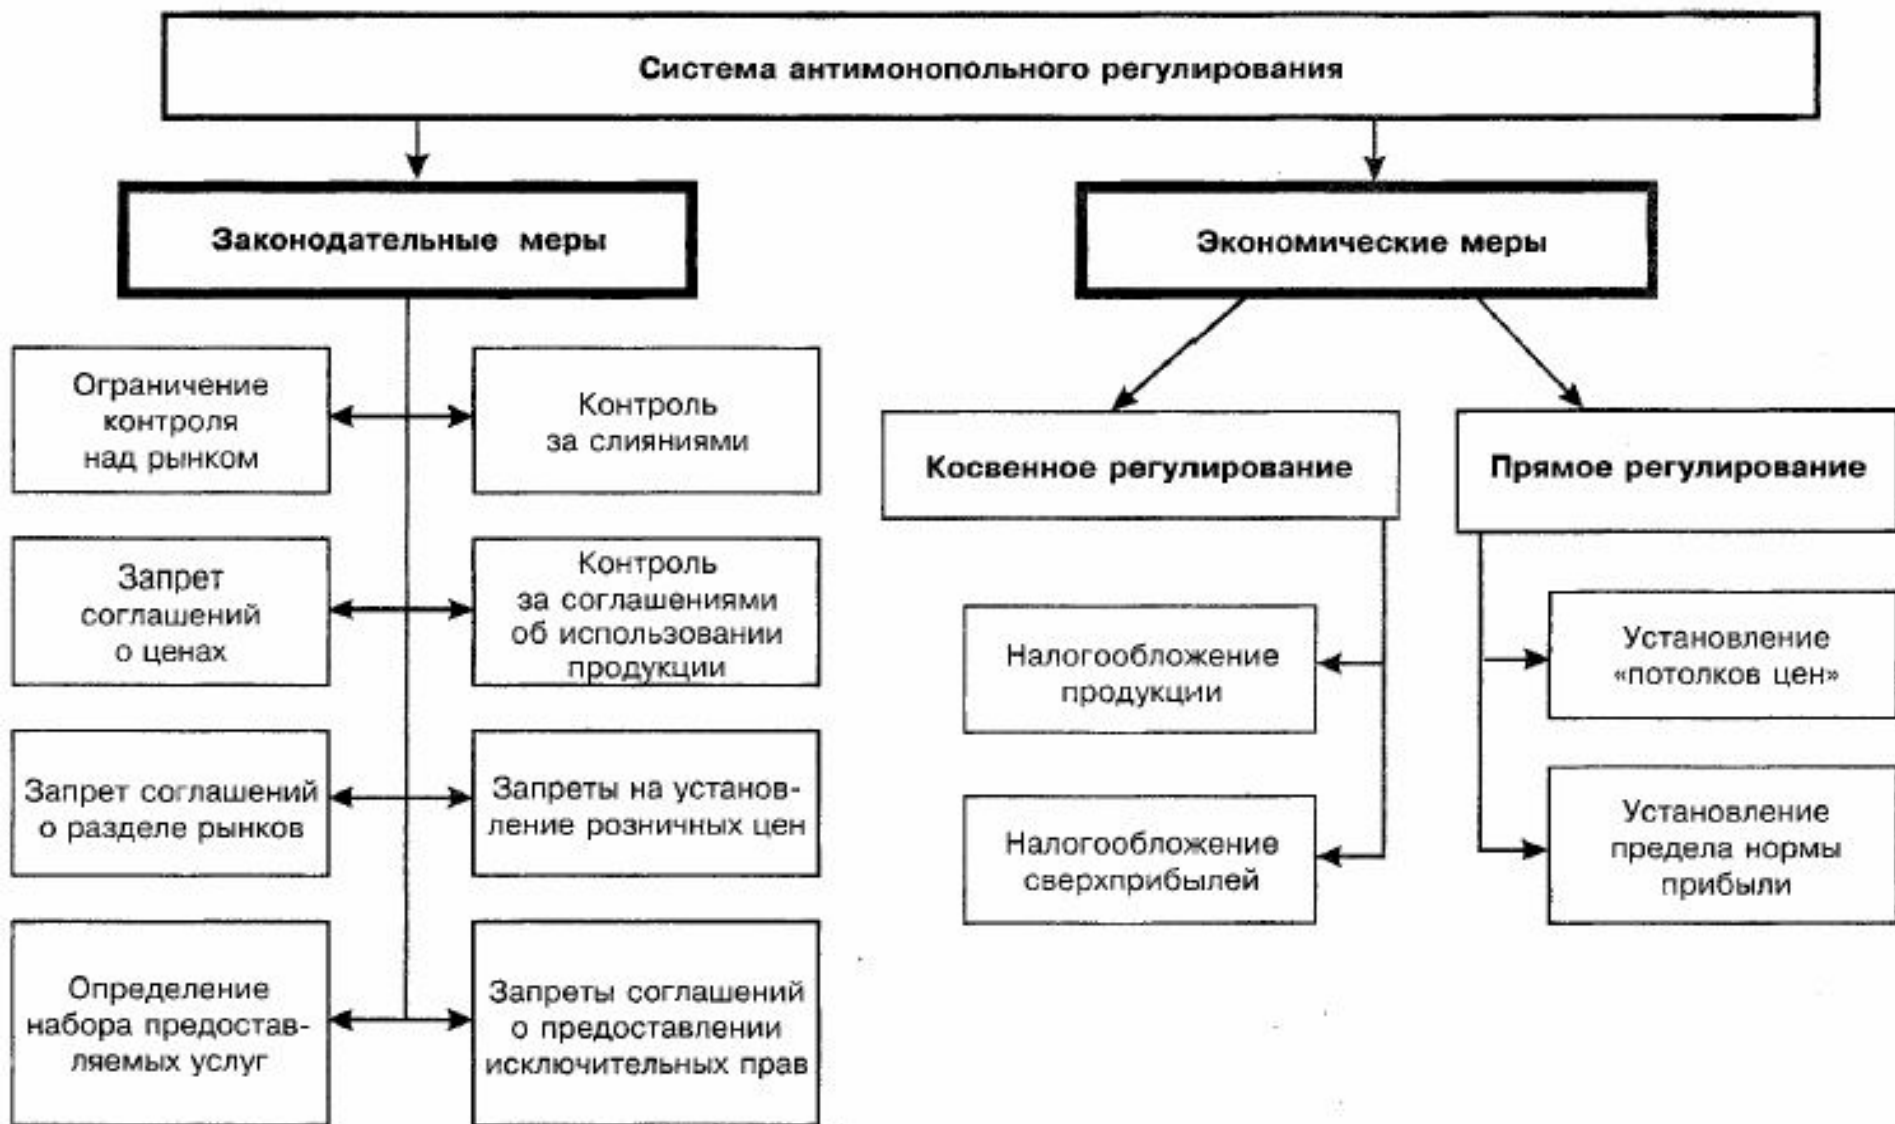 Система антимонопольного регулирования
Законодательные меры
Экономические меры
Ограничение
контроля
над рынком
Контроль
за слияниями
Запрет
соглашений
о ценах
Контроль
за соглашениями
об использовании
продукции
Запрет соглашений
о разделе рынков
Запреты на установ-
ление розничных цен
Определение
набора предостав-
ляемых услуг
Запреты соглашений
о предоставлении
исключительных прав
Косвенное регулирование
Прямое регулирование
Налогообложение
продукции
Налогообложение
сверхприбылей
Установление
«потолков цен»
Установление
предела нормы
прибыли